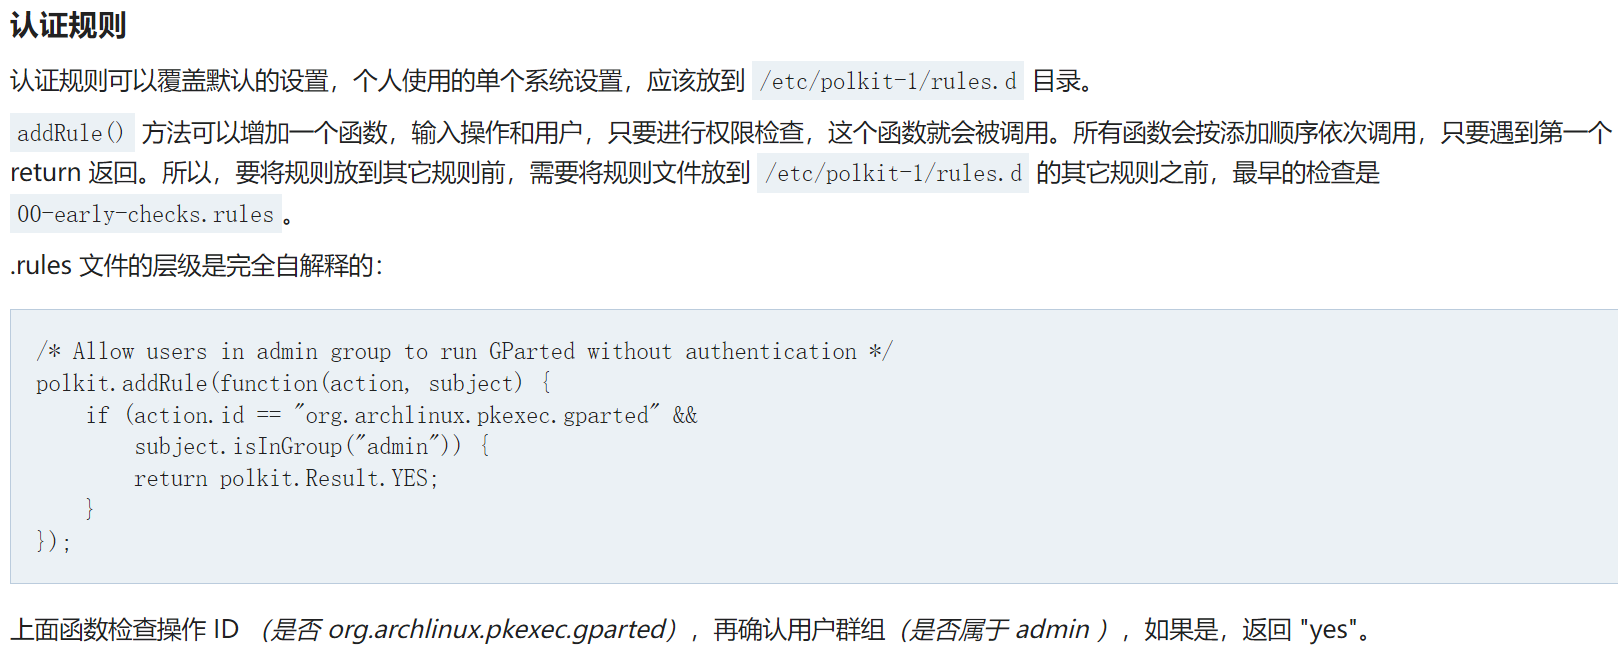 认证规则
认证规则可以覆盖默认的设置，个人使用的单个系统设置，应该放到 /etc/polkit-1/rules.d 目录。
addRule() 方法可以增加一个函数，输入操作和用户，只要进行权限检查，这个函数就会被调用。所有函数会按添加顺序依次调用，只要遇到第一个
return 返回。所以，要将规则放到其它规则前，需要将规则文件放到 /etc/polkit-1/rules.d 的其它规则之前，最早的检查是
00-early-checks.rules。
.rules 文件的层级是完全自解释的：
/* Allow users in admin group to run GParted without authentication */
polkit.addRule(function(action, subject) {
    if (action.id == "org.archlinux.pkexec.gparted" &&
        subject.isInGroup("admin")) {
        return polkit.Result.YES;
    }
});
上面函数检查操作 ID （是否 org.archlinux.pkexec.gparted），再确认用户群组（是否属于 admin ），如果是，返回 "yes"。